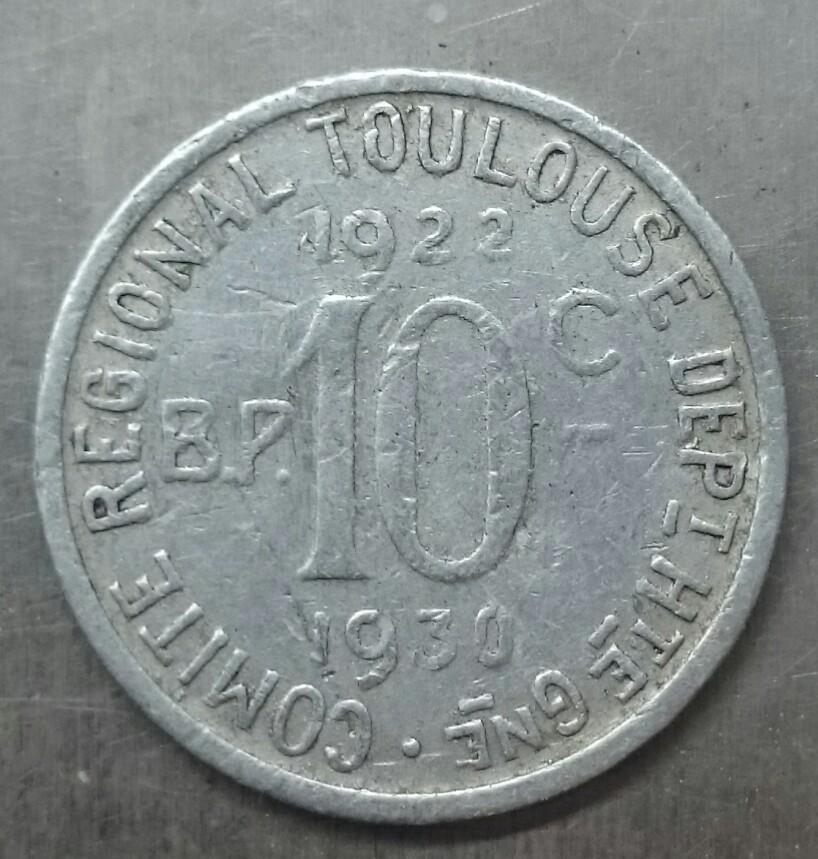 COMITE REGIONAL TOULOUSE DEPT HTE GNE •
1922
B.P. 10 C
1930